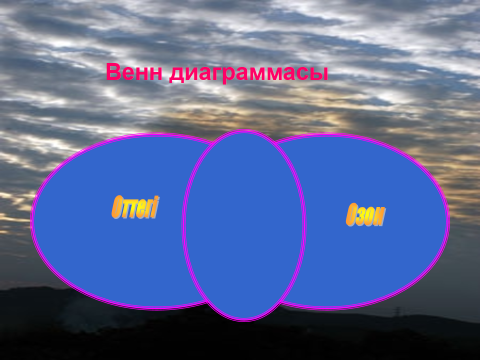 Венн диаграммасы
Оттегі
Озон